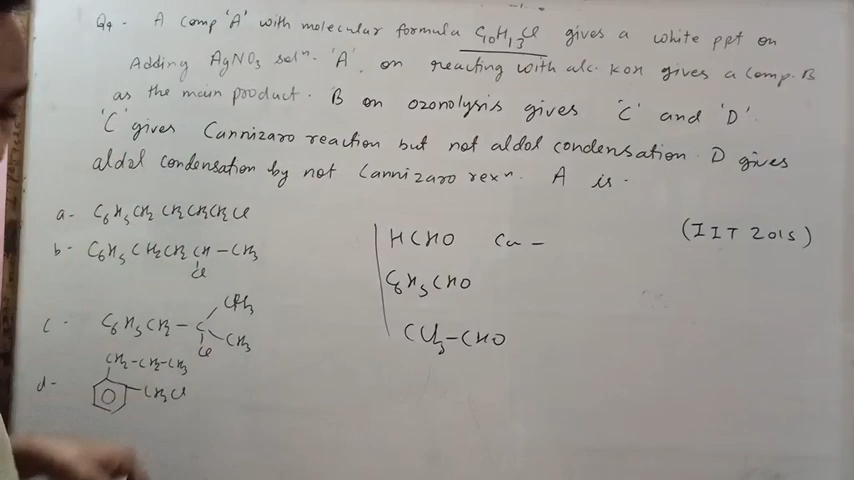 Q9 - A comp 'A' with molecular formula C10H13Cl gives a white ppt on
Adding AgNO3 solⁿ. 'A' on reacting with alc. KOH gives a comp. B
as the main product. B on ozonolysis gives 'C' and 'D'.
'C' gives Cannizaro reaction but not aldol condensation. D gives
aldol condensation by not Cannizaro rexⁿ. A is.
(IIT 2015)
a- C6H5CH2CH2CH2CH2Cl
b- C6H5CH2CH2CH-CH3
Cl
c- C6H5CH2-C
CH3
CH3
Cl
d- CH2-CH2-CH3
CH2Cl
HCHO
C6H5CHO
CCl3-CHO